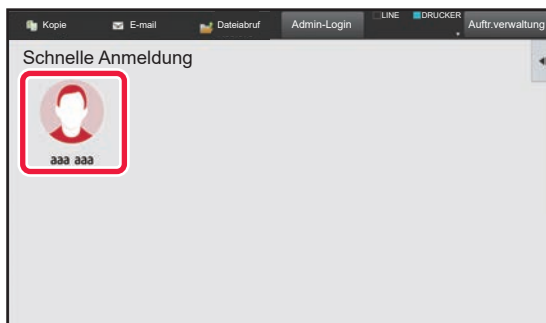 Kopie E-mail Dateiabruf Admin-Login LINE DRUCKER Auftr.verwaltung
Schnelle Anmeldung
aaa aaa